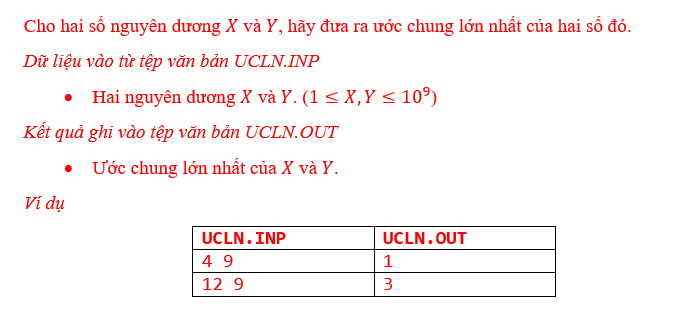 Cho hai số nguyên dương X và Y, hãy đưa ra ước chung lớn nhất của hai số đó.
Dữ liệu vào từ tệp văn bản UCLN.INP
• Hai nguyên dương X và Y. (1 ≤ X, Y ≤ 10⁹)
Kết quả ghi vào tệp văn bản UCLN.OUT
• Ước chung lớn nhất của X và Y.
Ví dụ
UCLN.INP UCLN.OUT
4 9 1
12 9 3